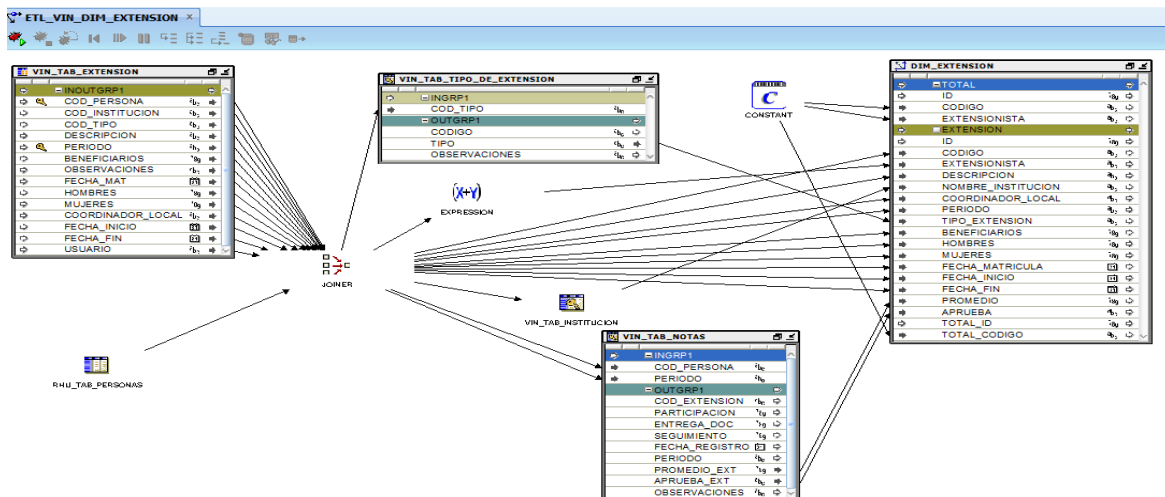 ETL_VIN_DIM_EXTENSION
VIN_TAB_EXTENSION
INOUTGRP1
COD_PERSONA
COD_INSTITUCION
COD_TIPO
DESCRIPCION
PERIODO
BENEFICIARIOS
OBSERVACIONES
FECHA_MAT
HOMBRES
MUJERES
COORDINADOR_LOCAL
FECHA_INICIO
FECHA_FIN
USUARIO
VIN_TAB_TIPO_DE_EXTENSION
INGRP1
COD_TIPO
OUTGRP1
CODIGO
TIPO
OBSERVACIONES
C
CONSTANT
(X+Y)
EXPRESSION
JOINER
VIN_TAB_INSTITUCION
RHU_TAB_PERSONAS
VIN_TAB_NOTAS
INGRP1
COD_PERSONA
PERIODO
OUTGRP1
COD_EXTENSION
PARTICIPACION
ENTREGA_DOC
SEGUIMIENTO
FECHA_REGISTRO
PERIODO
PROMEDIO_EXT
APRUEBA_EXT
OBSERVACIONES
DIM_EXTENSION
TOTAL
ID
CODIGO
EXTENSIONISTA
EXTENSION
ID
CODIGO
EXTENSIONISTA
DESCRIPCION
NOMBRE_INSTITUCION
COORDINADOR_LOCAL
PERIODO
TIPO_EXTENSION
BENEFICIARIOS
HOMBRES
MUJERES
FECHA_MATRICULA
FECHA_INICIO
FECHA_FIN
PROMEDIO
APRUEBA
TOTAL_ID
TOTAL_CODIGO